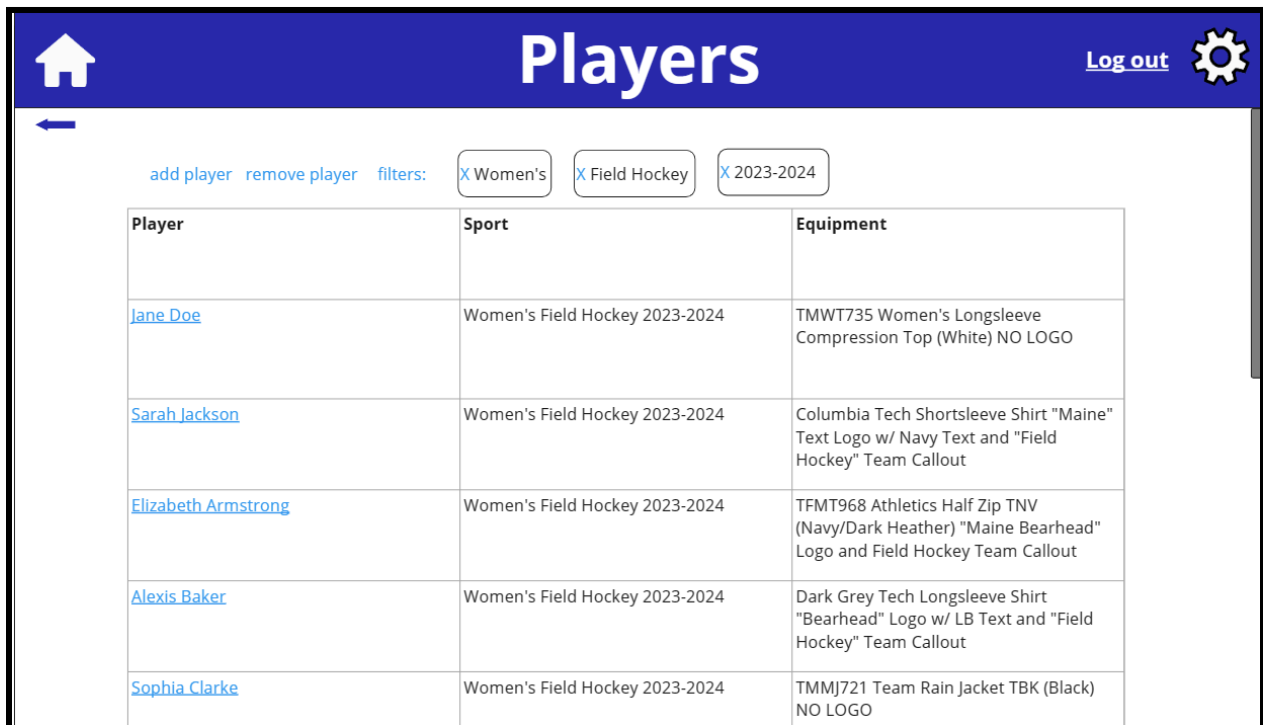 Players
Log out
add player remove player filters: X Women's X Field Hockey X 2023-2024
Player Sport Equipment
Jane Doe Women's Field Hockey 2023-2024 TMWT735 Women's Longsleeve
Compression Top (White) NO LOGO
Sarah Jackson Women's Field Hockey 2023-2024 Columbia Tech Shortsleeve Shirt "Maine"
Text Logo w/ Navy Text and "Field
Hockey" Team Callout
Elizabeth Armstrong Women's Field Hockey 2023-2024 TFMT968 Athletics Half Zip TNV
(Navy/Dark Heather) "Maine Bearhead"
Logo and Field Hockey Team Callout
Alexis Baker Women's Field Hockey 2023-2024 Dark Grey Tech Longsleeve Shirt
"Bearhead" Logo w/ LB Text and "Field
Hockey" Team Callout
Sophia Clarke Women's Field Hockey 2023-2024 TMMJ721 Team Rain Jacket TBK (Black)
NO LOGO